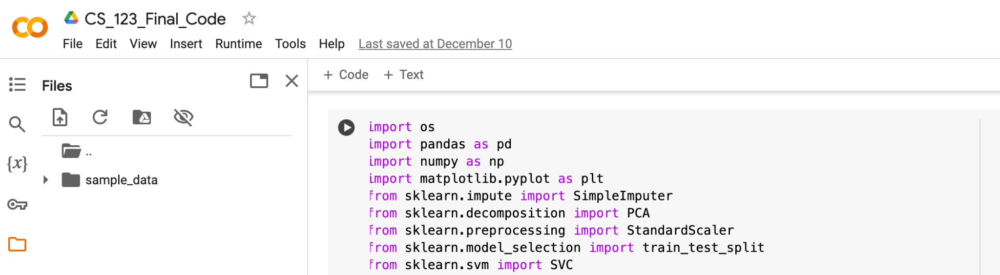 CS_123_Final_Code
File Edit View Insert Runtime Tools Help Last saved at December 10
Files
+ Code + Text
{x}
..
sample_data
import os
import pandas as pd
import numpy as np
import matplotlib.pyplot as plt
from sklearn.impute import SimpleImputer
from sklearn.decomposition import PCA
from sklearn.preprocessing import StandardScaler
from sklearn.model_selection import train_test_split
from sklearn.svm import SVC